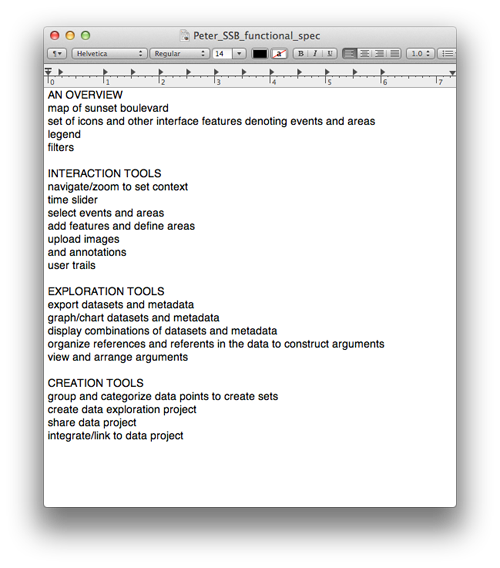 Peter_SSB_functional_spec
¶ Helvetica Regular 14 a B I U 1.0
0 1 2 3 4 5 6 7
AN OVERVIEW
map of sunset boulevard
set of icons and other interface features denoting events and areas
legend
filters
INTERACTION TOOLS
navigate/zoom to set context
time slider
select events and areas
add features and define areas
upload images
and annotations
user trails
EXPLORATION TOOLS
export datasets and metadata
graph/chart datasets and metadata
display combinations of datasets and metadata
organize references and referents in the data to construct arguments
view and arrange arguments
CREATION TOOLS
group and categorize data points to create sets
create data exploration project
share data project
integrate/link to data project